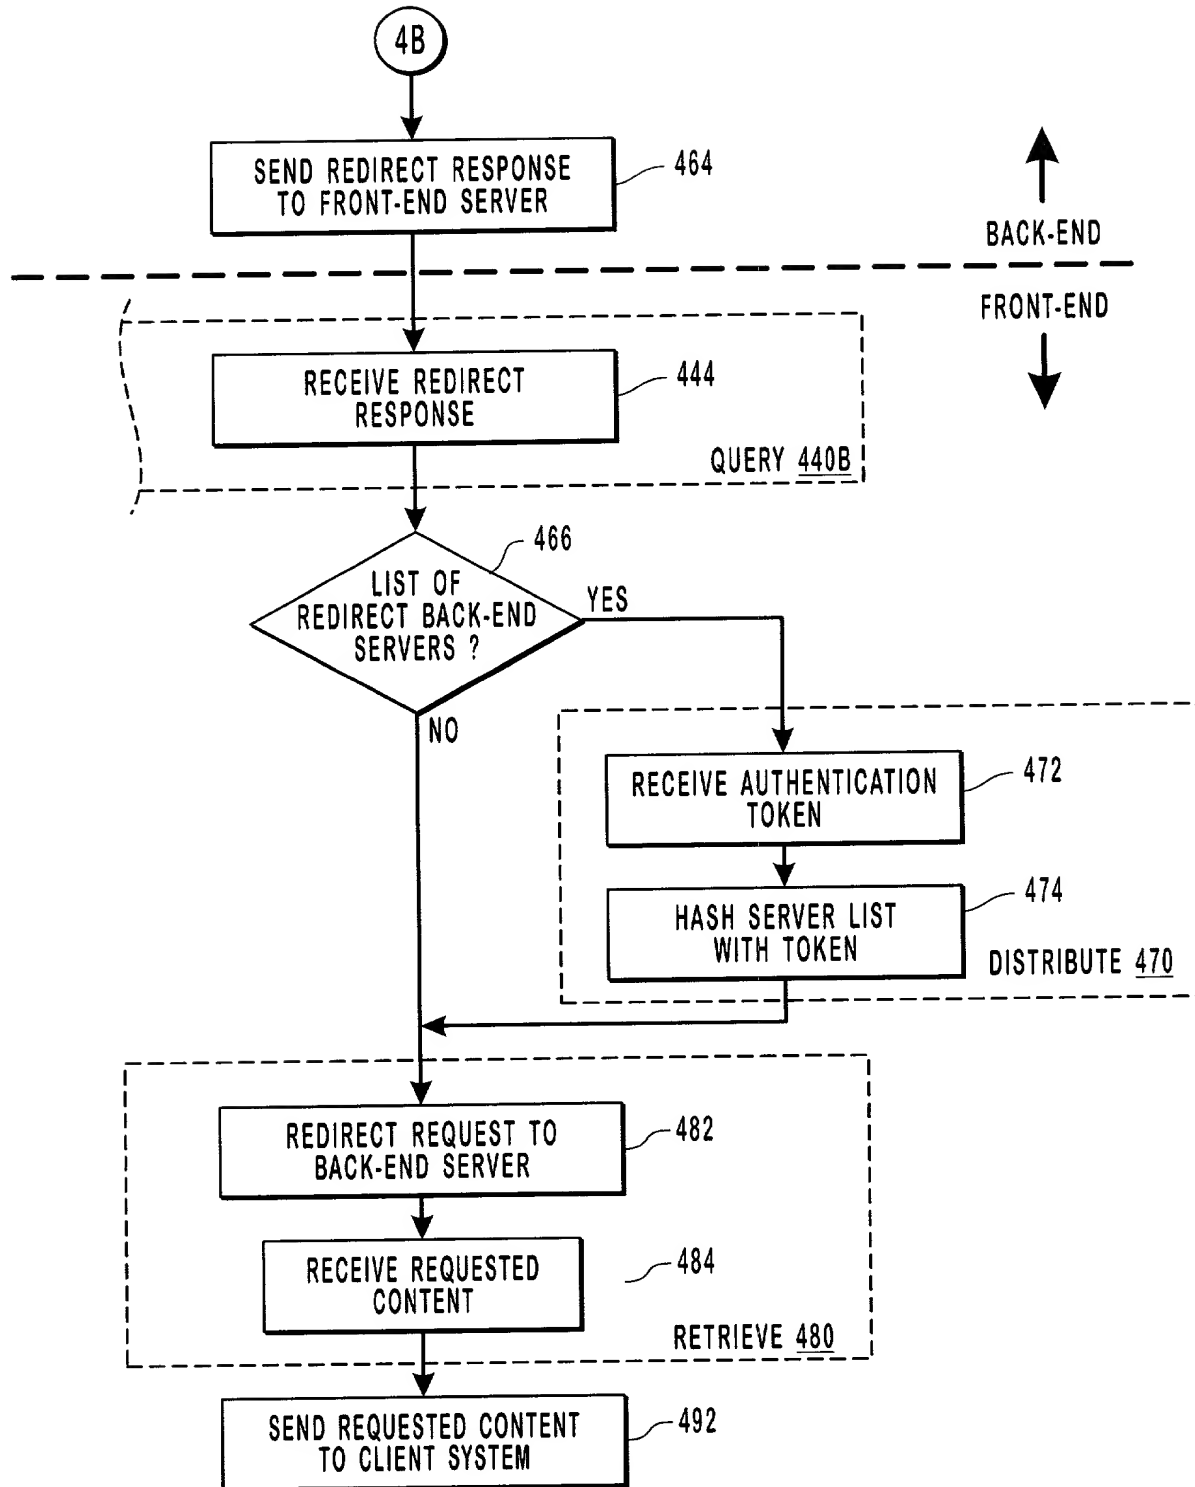 4B
SEND REDIRECT RESPONSE
TO FRONT-END SERVER
464
BACK-END
FRONT-END
RECEIVE REDIRECT
RESPONSE
444
QUERY 440B
466
LIST OF
REDIRECT BACK-END
SERVERS ?
YES
NO
RECEIVE AUTHENTICATION
TOKEN
472
HASH SERVER LIST
WITH TOKEN
474
DISTRIBUTE 470
REDIRECT REQUEST TO
BACK-END SERVER
482
RECEIVE REQUESTED
CONTENT
484
RETRIEVE 480
SEND REQUESTED CONTENT
TO CLIENT SYSTEM
492